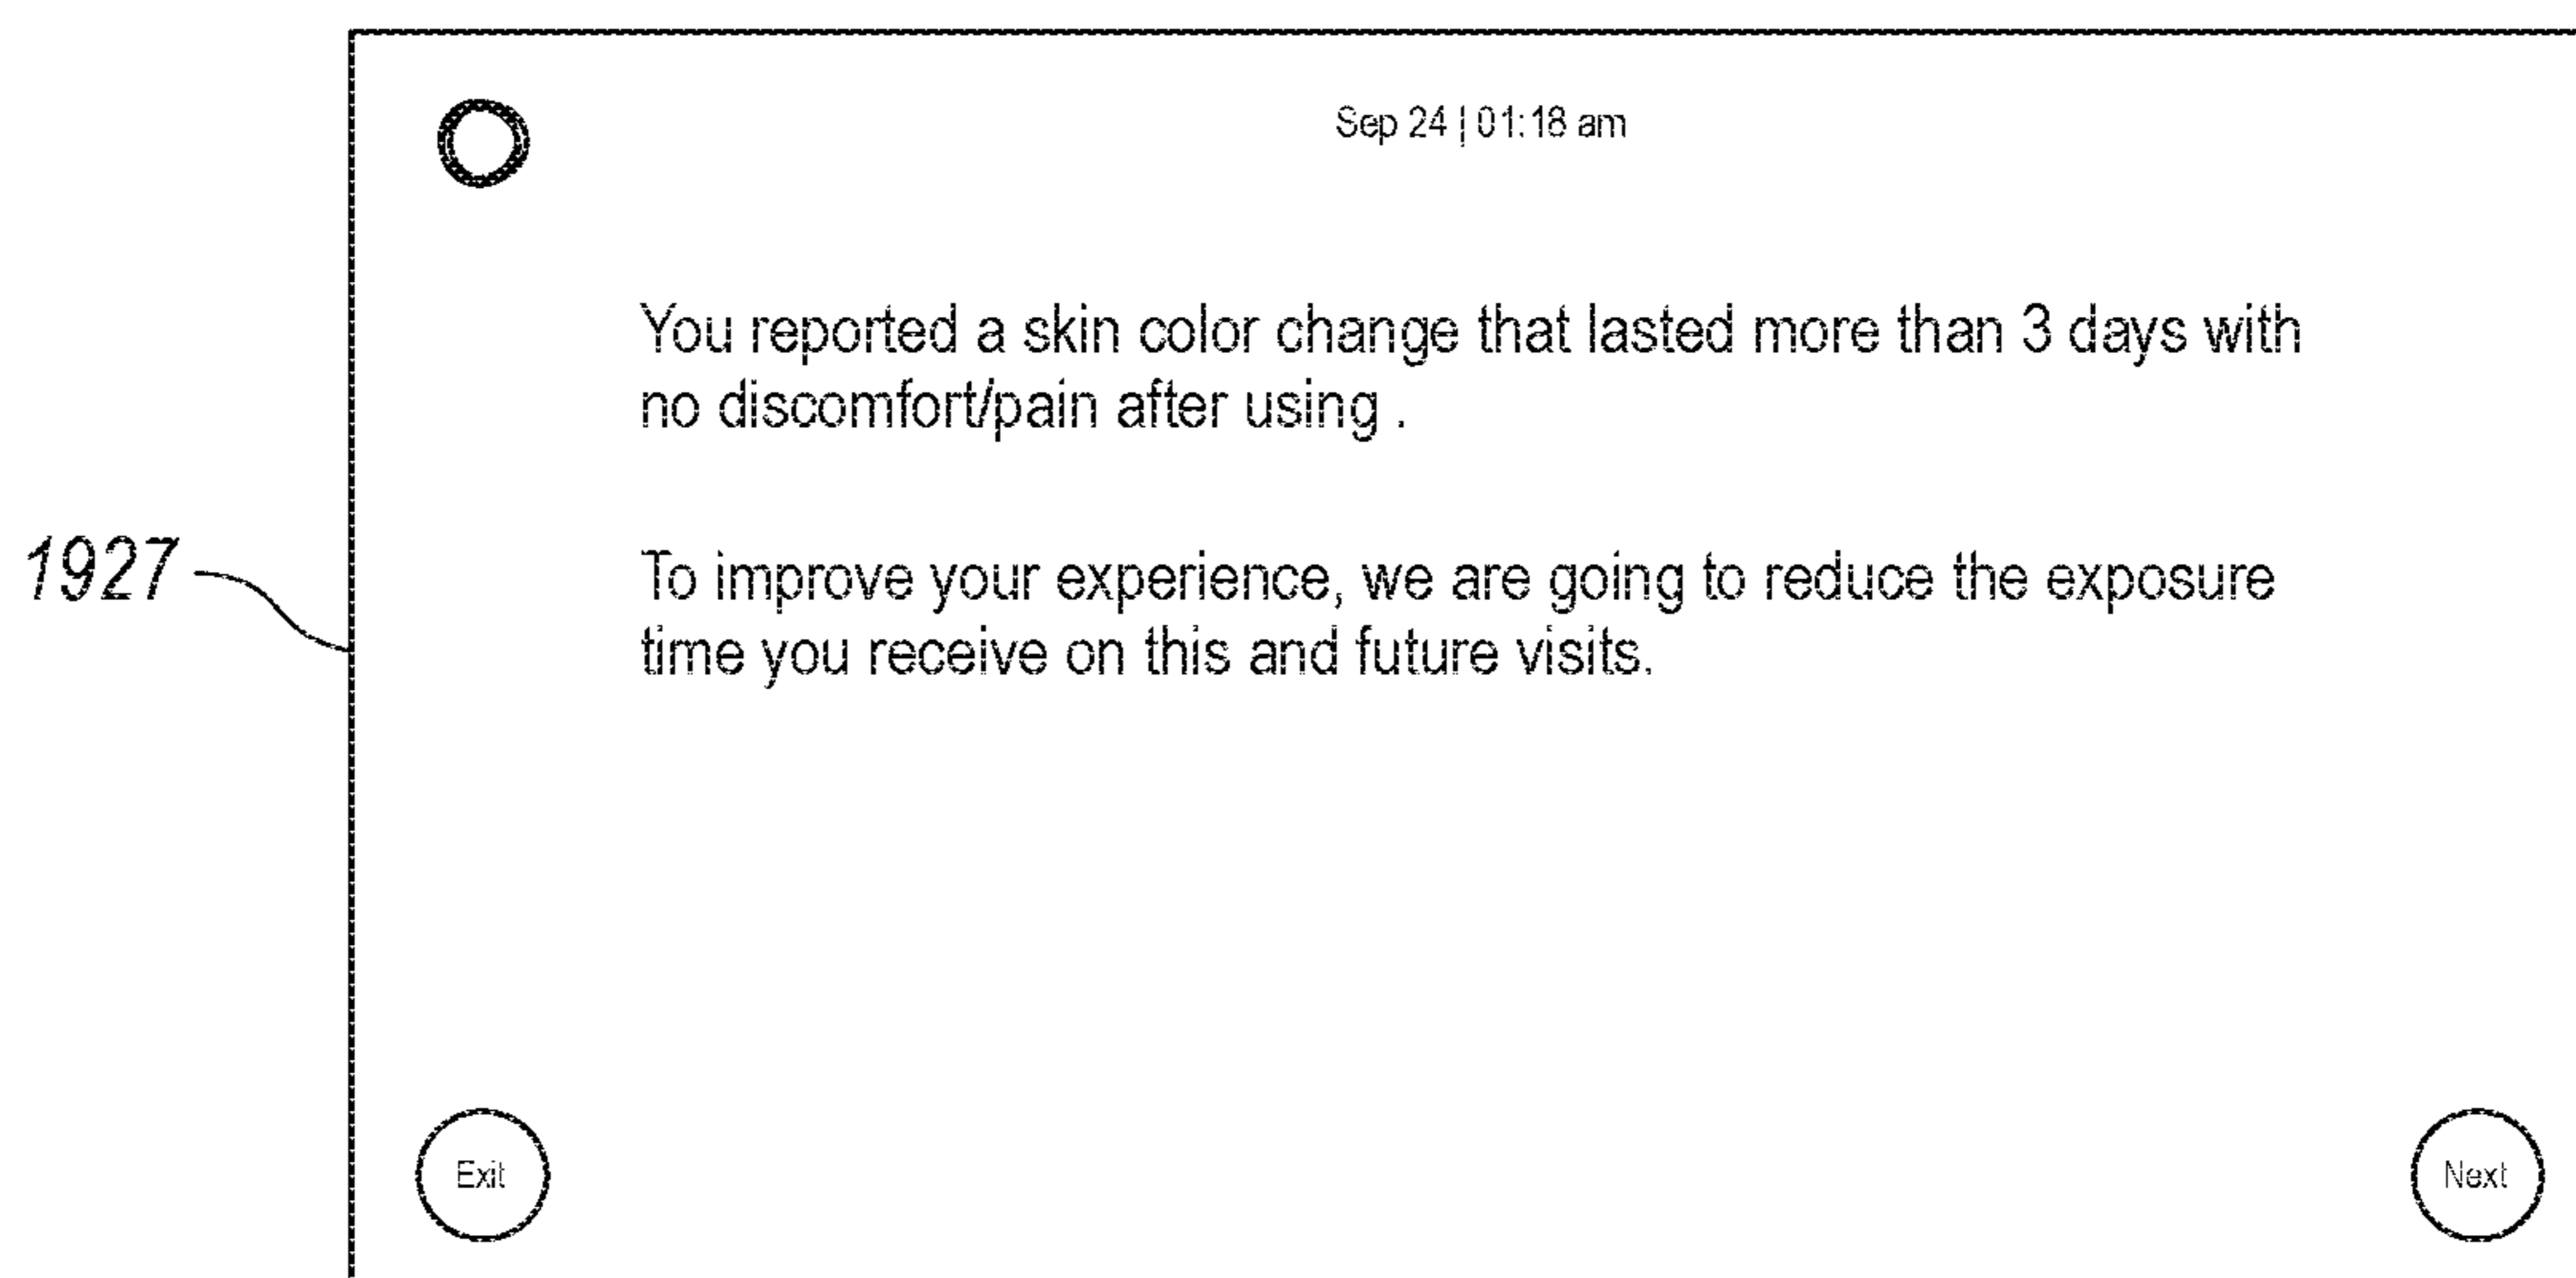 Sep 24 | 01:18 am
You reported a skin color change that lasted more than 3 days with
no discomfort/pain after using .
1927
To improve your experience, we are going to reduce the exposure
time you receive on this and future visits.
Exit
Next